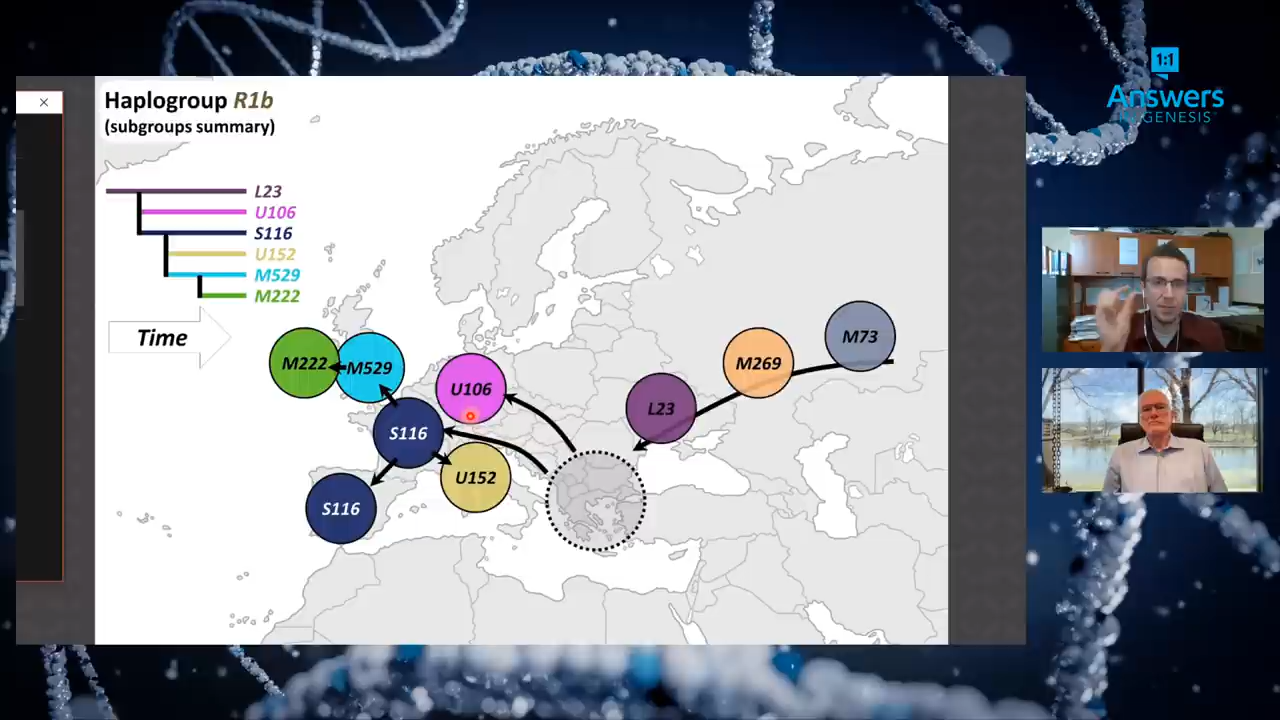 Haplogroup R1b
(subgroups summary)
L23
U106
S116
U152
M529
M222
Time
M222
M529
U106
S116
S116
U152
L23
M269
M73
1:1
Answers
IN GENESIS